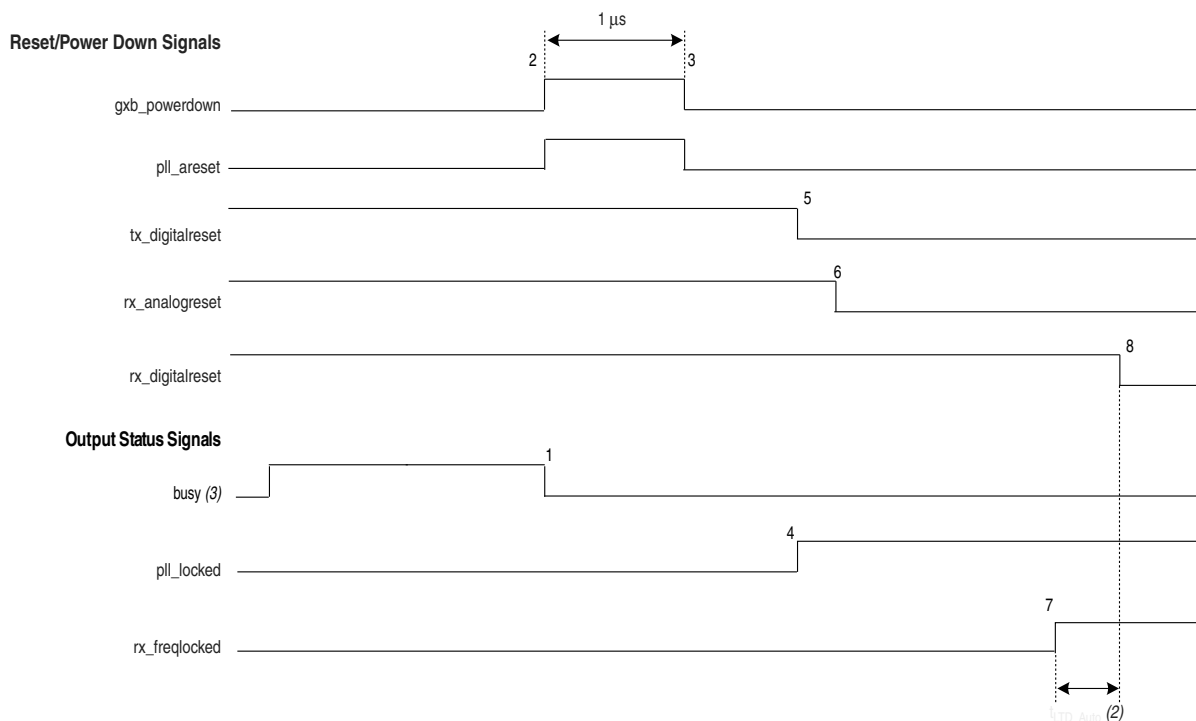 1 µs
Reset/Power Down Signals
2 3
gxb_powerdown
pll_areset
5
tx_digitalreset
6
rx_analogreset
8
rx_digitalreset
Output Status Signals
1
busy (3)
4
pll_locked
7
rx_freqlocked
tLTD_Auto (2)